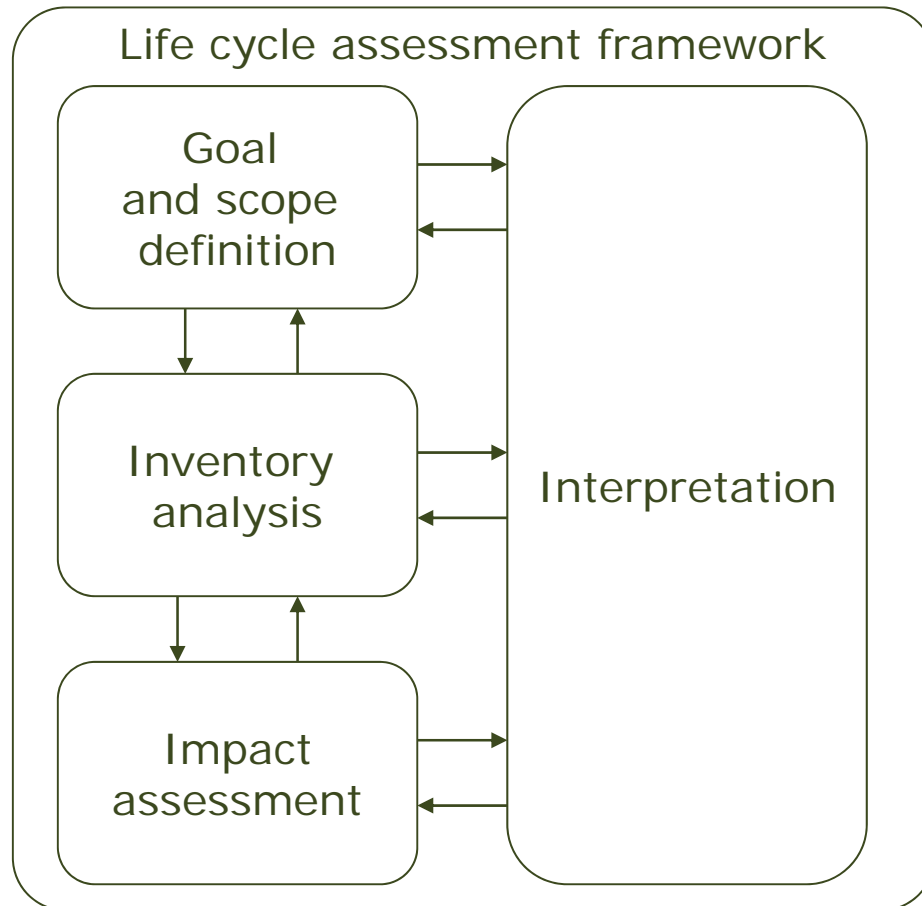 Life cycle assessment framework
Goal
and scope
definition
Inventory
analysis
Interpretation
Impact
assessment